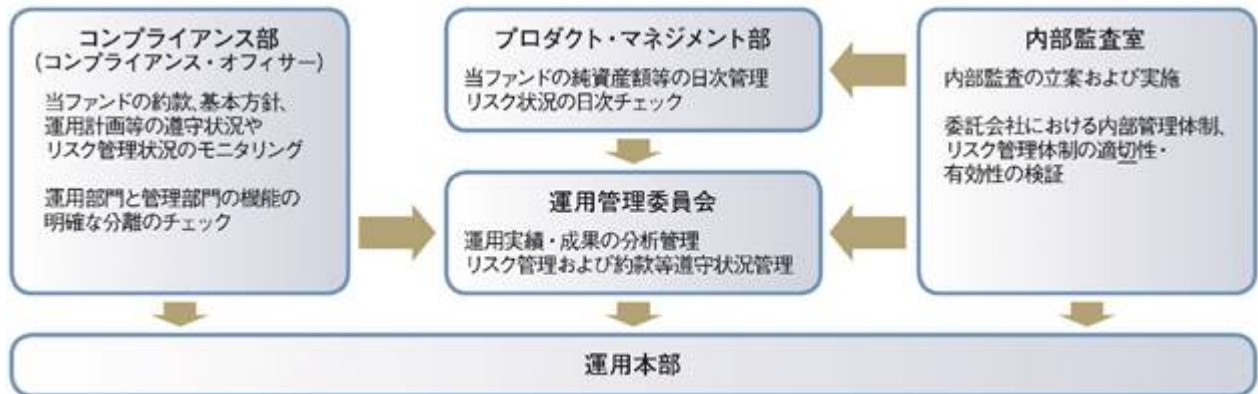 コンプライアンス部
(コンプライアンス・オフィサー)
当ファンドの約款、基本方針、
運用計画等の遵守状況や
リスク管理状況のモニタリング
運用部門と管理部門の機能の
明確な分離のチェック
プロダクト・マネジメント部
当ファンドの純資産額等の日次管理
リスク状況の日次チェック
運用管理委員会
運用実績・成果の分析管理
リスク管理および約款等遵守状況管理
内部監査室
内部監査の立案および実施
委託会社における内部管理体制、
リスク管理体制の適切性・
有効性の検証
運用本部